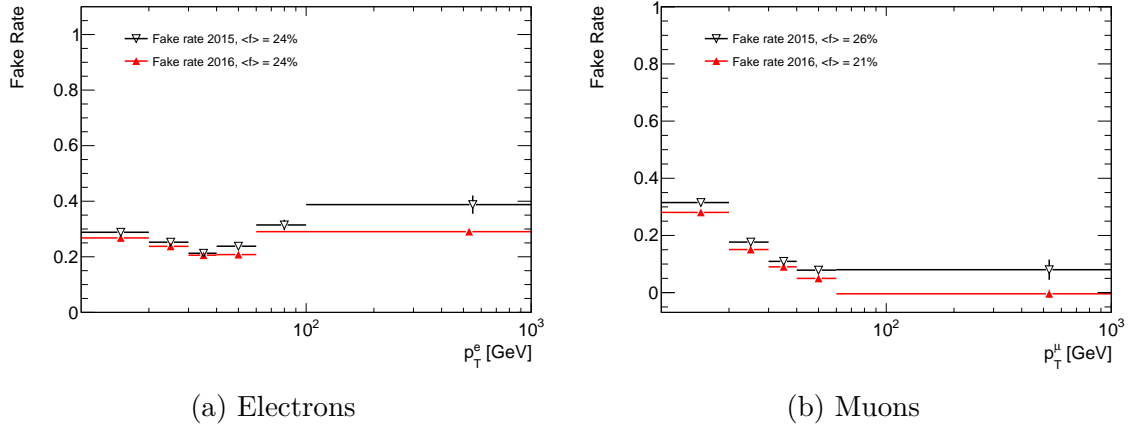 Fake Rate
1
0.8
0.6
0.4
0.2
0
Fake rate 2015, <f> = 24%
Fake rate 2016, <f> = 24%
10² 10³
p_T^e [GeV]
(a) Electrons
Fake Rate
1
0.8
0.6
0.4
0.2
0
Fake rate 2015, <f> = 26%
Fake rate 2016, <f> = 21%
10² 10³
p_T^μ [GeV]
(b) Muons